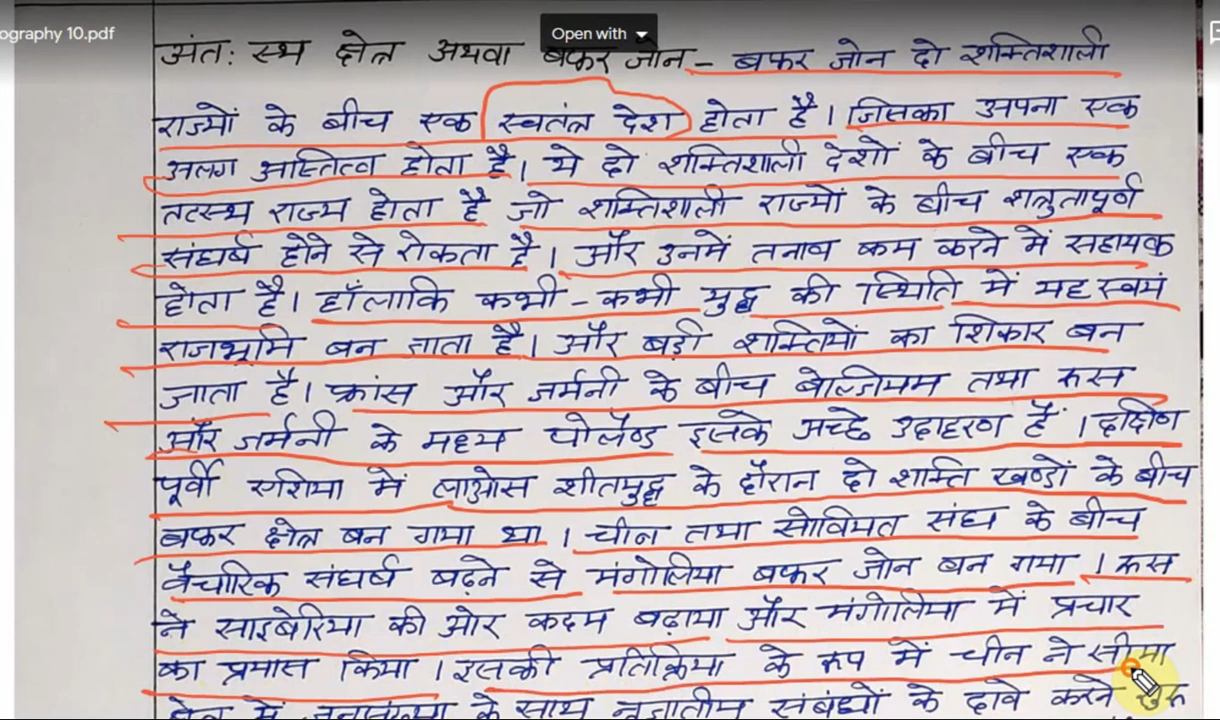 ography 10.pdf
Open with
अंत: स्थ क्षेत्र अथवा बफर जोन - बफर जोन दो शक्तिशाली
राज्यों के बीच एक स्वतंत्र देश होता है। जिसका अपना एक
अलग अस्तित्व होता है। ये दो शक्तिशाली देशों के बीच एक
तटस्थ राज्य होता है जो शक्तिशाली राज्यों के बीच शत्रुतापूर्ण
संघर्ष होने से रोकता है। और उनमें तनाव कम करने में सहायक
होता है। हॉलाकि कभी - कभी युद्ध की स्थिति में यह स्वयं
राजभूमि बन जाता है। और बड़ी शक्तियों का शिकार बन
जाता है। फ्रांस और जर्मनी के बीच बेल्जियम तथा रूस
और जर्मनी के मध्य पोलैण्ड इसके अच्छे उदाहरण हैं । दक्षिण
पूर्वी एशिया में लाओस शीतयुद्ध के दौरान दो शक्ति खण्डों के बीच
बफर क्षेत्र बन गया था । चीन तथा सोवियत संघ के बीच
वैचारिक संघर्ष बढ़ने से मंगोलिया बफर जोन बन गया । रूस
ने साइबेरिया की ओर कदम बढ़ाया और मंगोलिया में प्रचार
का प्रयास किया । इसकी प्रतिक्रिया के रूप में चीन ने सीमा
क्षेत्र में जनसंख्या के साथ नृजातीय संबंधों के दावे करने शुरू